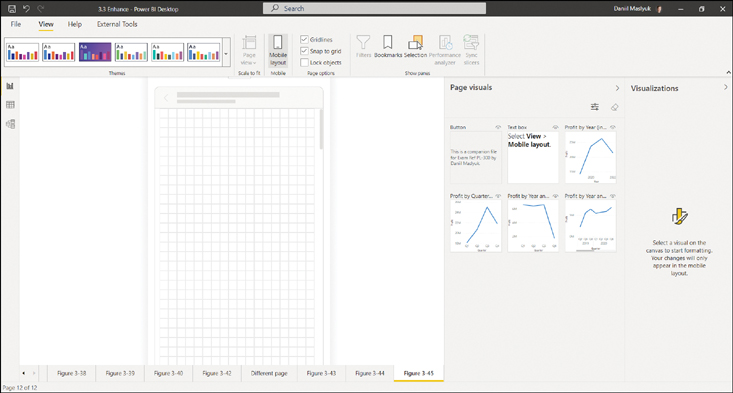 3.3 Enhance - Power BI Desktop
Search
Daniil Maslyuk
File
View
Help
External Tools
Aa
Aa
Aa
Aa
Aa
Aa
Themes
Page
view
Scale to fit
Mobile
layout
Mobile
Gridlines
Snap to grid
Lock objects
Page options
Filters
Bookmarks
Selection
Performance
analyzer
Sync
slicers
Show panes
Page visuals
Visualizations
Button
Text box
Profit by Year (in...
This is a companion file
for Exam Ref PL-300 by
Daniil Maslyuk
Select View >
Mobile layout.
Profit by Quarter...
Profit by Year an...
Profit by Year an...
Select a visual on the
canvas to start formatting.
Your changes will only
appear in the mobile
layout.
Figure 3-38
Figure 3-39
Figure 3-40
Figure 3-42
Different page
Figure 3-43
Figure 3-44
Figure 3-45
Page 12 of 12